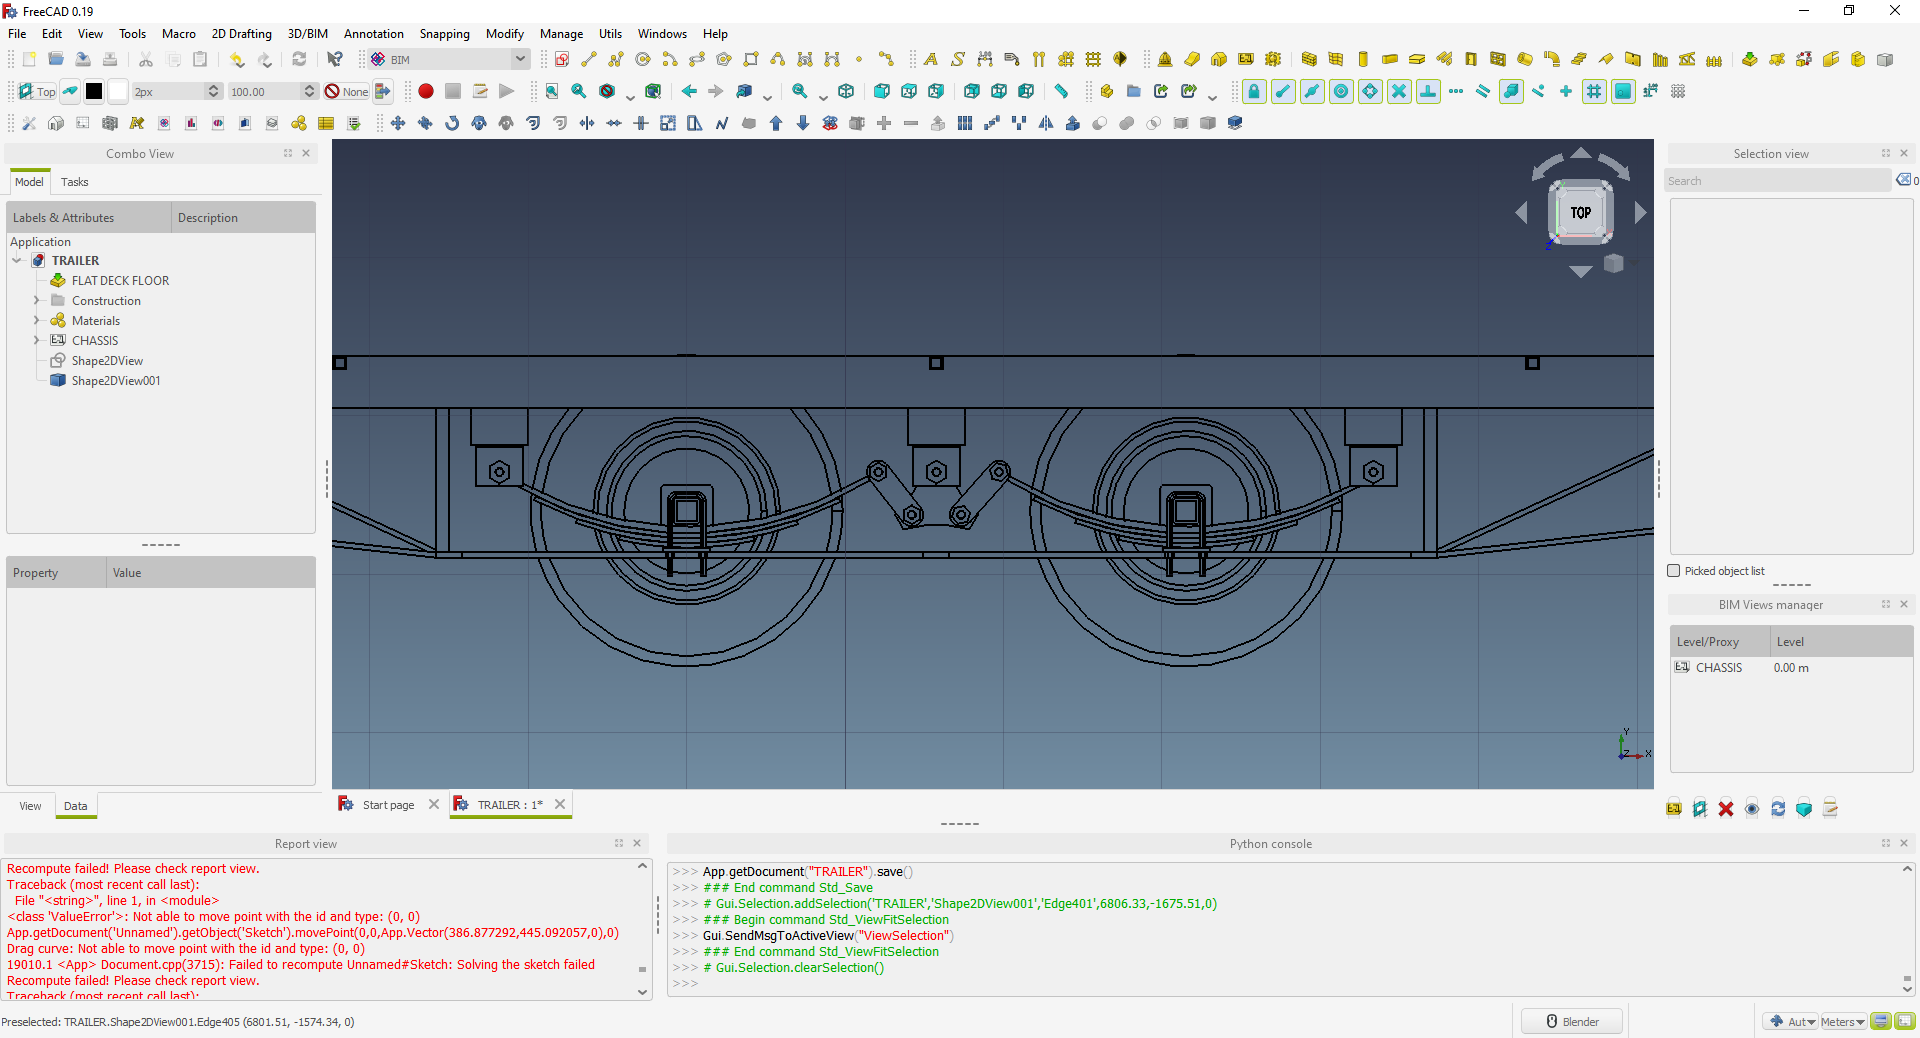 FreeCAD 0.19
File Edit View Tools Macro 2D Drafting 3D/BIM Annotation Snapping Modify Manage Utils Windows Help
BIM
Top 2px 100.00 None
Combo View
Model Tasks
Labels & Attributes Description
Application
TRAILER
FLAT DECK FLOOR
Construction
Materials
CHASSIS
Shape2DView
Shape2DView001
Property Value
View Data
TOP
Y
Z X
Start page TRAILER : 1*
Selection view
Search 0
Picked object list
BIM Views manager
Level/Proxy Level
CHASSIS 0.00 m
Report view
Recompute failed! Please check report view.
Traceback (most recent call last):
File "<string>", line 1, in <module>
<class 'ValueError'>: Not able to move point with the id and type: (0, 0)
App.getDocument('Unnamed').getObject('Sketch').movePoint(0,0,App.Vector(386.877292,445.092057,0),0)
Drag curve: Not able to move point with the id and type: (0, 0)
19010.1 <App> Document.cpp(3715): Failed to recompute Unnamed#Sketch: Solving the sketch failed
Recompute failed! Please check report view.
Traceback (most recent call last):
Python console
>>> App.getDocument("TRAILER").save()
>>> ### End command Std_Save
>>> # Gui.Selection.addSelection('TRAILER','Shape2DView001','Edge401',6806.33,-1675.51,0)
>>> ### Begin command Std_ViewFitSelection
>>> Gui.SendMsgToActiveView("ViewSelection")
>>> ### End command Std_ViewFitSelection
>>> # Gui.Selection.clearSelection()
>>>
Preselected: TRAILER.Shape2DView001.Edge405 (6801.51, -1574.34, 0)
Blender
Aut Meters